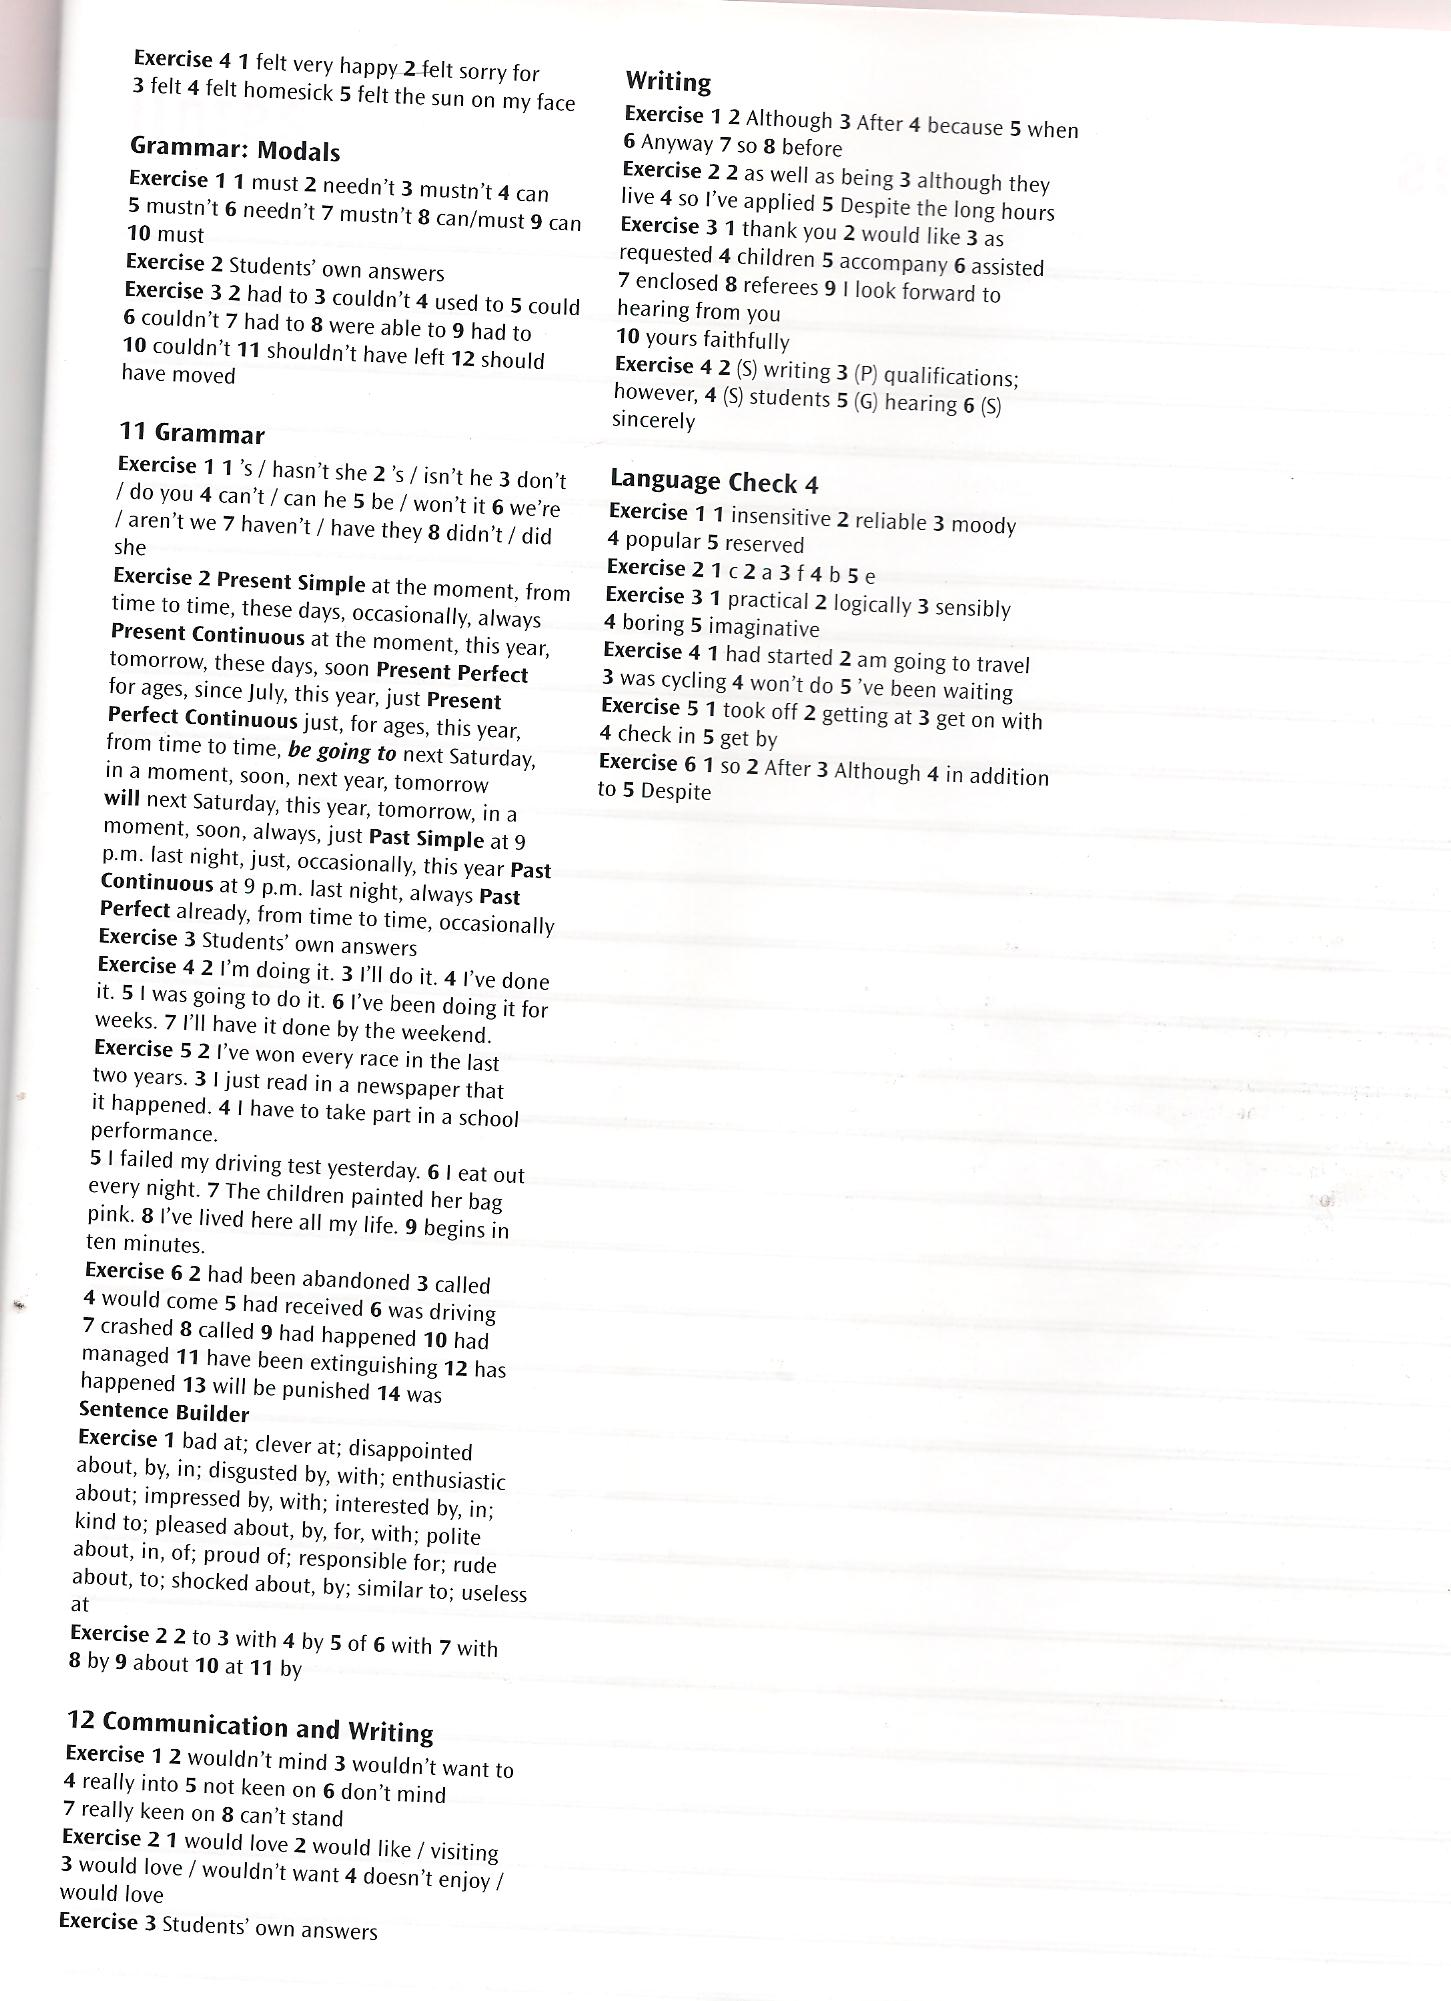 Exercise 4 1 felt very happy 2 felt sorry for
3 felt 4 felt homesick 5 felt the sun on my face
Grammar: Modals
Exercise 1 1 must 2 needn't 3 mustn't 4 can
5 mustn't 6 needn't 7 mustn't 8 can/must 9 can
10 must
Exercise 2 Students' own answers
Exercise 3 2 had to 3 couldn't 4 used to 5 could
6 couldn't 7 had to 8 were able to 9 had to
10 couldn't 11 shouldn't have left 12 should
have moved
11 Grammar
Exercise 1 1 's / hasn't she 2 's / isn't he 3 don't
/ do you 4 can't / can he 5 be / won't it 6 we're
/ aren't we 7 haven't / have they 8 didn't / did
she
Exercise 2 Present Simple at the moment, from
time to time, these days, occasionally, always
Present Continuous at the moment, this year,
tomorrow, these days, soon Present Perfect
for ages, since July, this year, just Present
Perfect Continuous just, for ages, this year,
from time to time, be going to next Saturday,
in a moment, soon, next year, tomorrow
will next Saturday, this year, tomorrow, in a
moment, soon, always, just Past Simple at 9
p.m. last night, just, occasionally, this year Past
Continuous at 9 p.m. last night, always Past
Perfect already, from time to time, occasionally
Exercise 3 Students' own answers
Exercise 4 2 I'm doing it. 3 I'll do it. 4 I've done
it. 5 I was going to do it. 6 I've been doing it for
weeks. 7 I'll have it done by the weekend.
Exercise 5 2 I've won every race in the last
two years. 3 I just read in a newspaper that
it happened. 4 I have to take part in a school
performance.
5 I failed my driving test yesterday. 6 I eat out
every night. 7 The children painted her bag
pink. 8 I've lived here all my life. 9 begins in
ten minutes.
Exercise 6 2 had been abandoned 3 called
4 would come 5 had received 6 was driving
7 crashed 8 called 9 had happened 10 had
managed 11 have been extinguishing 12 has
happened 13 will be punished 14 was
Sentence Builder
Exercise 1 bad at; clever at; disappointed
about, by, in; disgusted by, with; enthusiastic
about; impressed by, with; interested by, in;
kind to; pleased about, by, for, with; polite
about, in, of; proud of; responsible for; rude
about, to; shocked about, by; similar to; useless
at
Exercise 2 2 to 3 with 4 by 5 of 6 with 7 with
8 by 9 about 10 at 11 by
12 Communication and Writing
Exercise 1 2 wouldn't mind 3 wouldn't want to
4 really into 5 not keen on 6 don't mind
7 really keen on 8 can't stand
Exercise 2 1 would love 2 would like / visiting
3 would love / wouldn't want 4 doesn't enjoy /
would love
Exercise 3 Students' own answers
Writing
Exercise 1 2 Although 3 After 4 because 5 when
6 Anyway 7 so 8 before
Exercise 2 2 as well as being 3 although they
live 4 so I've applied 5 Despite the long hours
Exercise 3 1 thank you 2 would like 3 as
requested 4 children 5 accompany 6 assisted
7 enclosed 8 referees 9 I look forward to
hearing from you
10 yours faithfully
Exercise 4 2 (S) writing 3 (P) qualifications;
however, 4 (S) students 5 (G) hearing 6 (S)
sincerely
Language Check 4
Exercise 1 1 insensitive 2 reliable 3 moody
4 popular 5 reserved
Exercise 2 1 c 2 a 3 f 4 b 5 e
Exercise 3 1 practical 2 logically 3 sensibly
4 boring 5 imaginative
Exercise 4 1 had started 2 am going to travel
3 was cycling 4 won't do 5 've been waiting
Exercise 5 1 took off 2 getting at 3 get on with
4 check in 5 get by
Exercise 6 1 so 2 After 3 Although 4 in addition
to 5 Despite